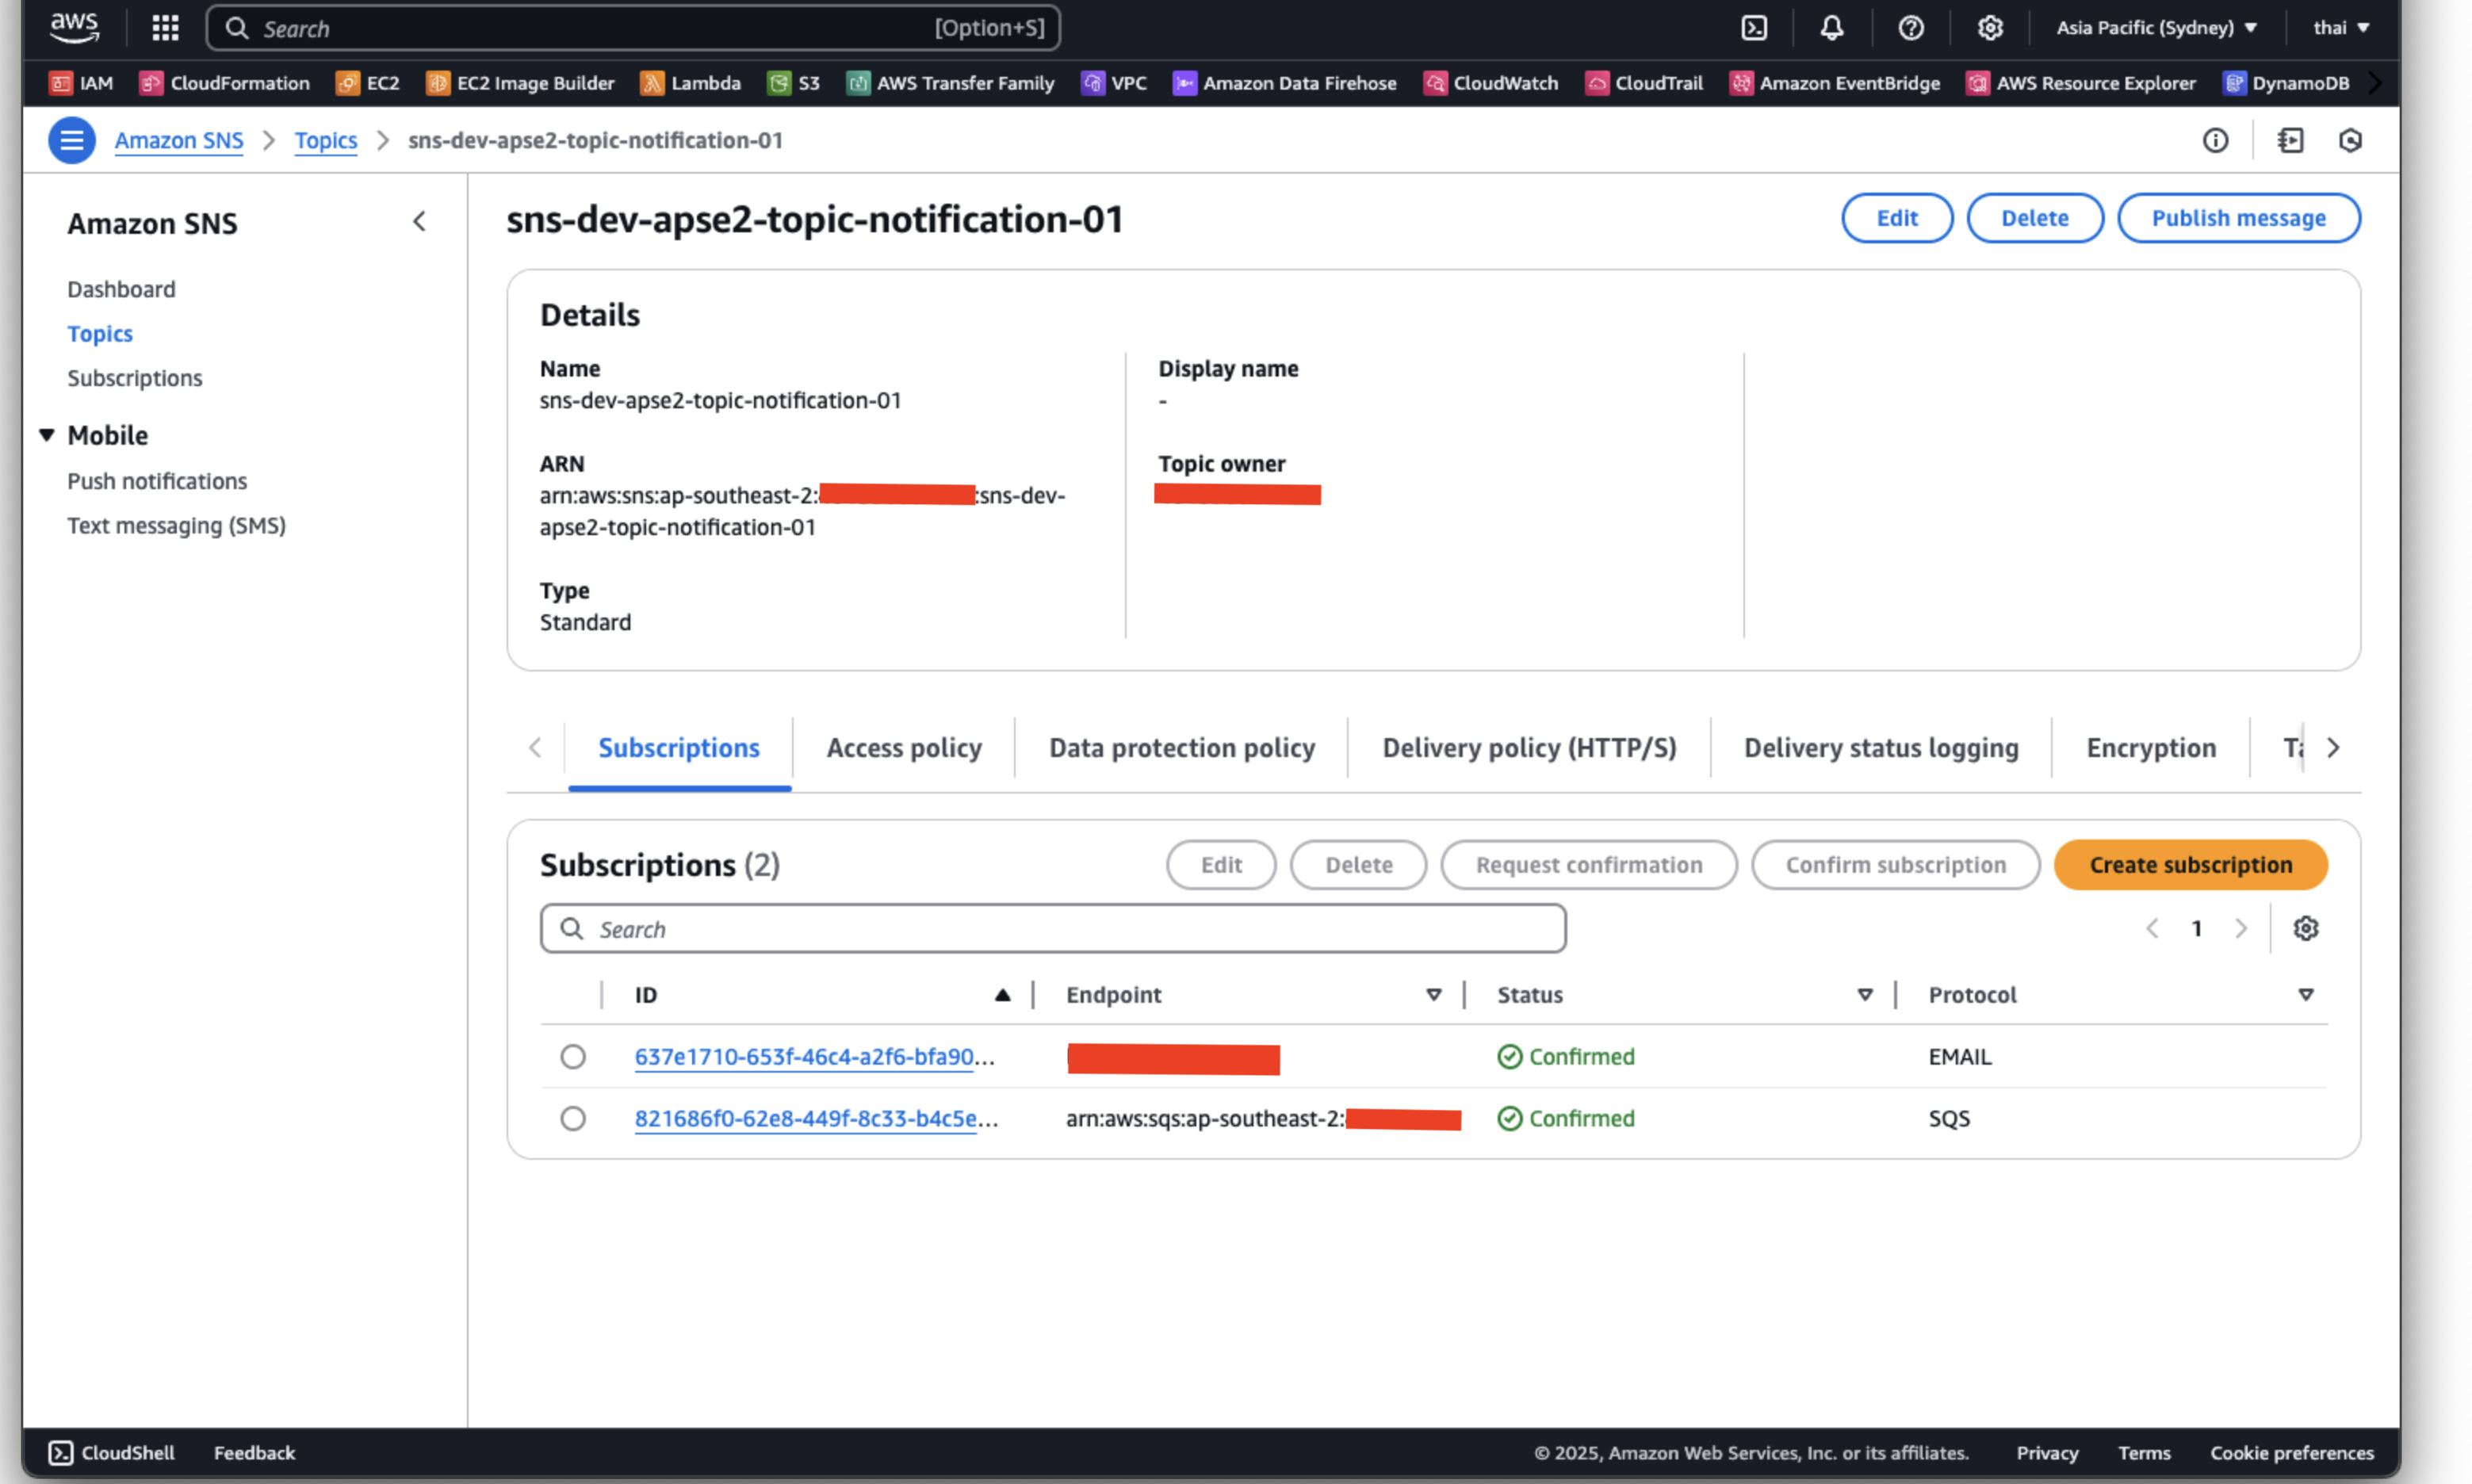 aws
Search [Option+S] Asia Pacific (Sydney) thai
IAM CloudFormation EC2 EC2 Image Builder Lambda S3 AWS Transfer Family VPC Amazon Data Firehose CloudWatch CloudTrail Amazon EventBridge AWS Resource Explorer DynamoDB
Amazon SNS Topics sns-dev-apse2-topic-notification-01
Amazon SNS
Dashboard
Topics
Subscriptions
Mobile
Push notifications
Text messaging (SMS)
sns-dev-apse2-topic-notification-01
Edit Delete Publish message
Details
Name
sns-dev-apse2-topic-notification-01
ARN
arn:aws:sns:ap-southeast-2: :sns-dev-
apse2-topic-notification-01
Type
Standard
Display name
-
Topic owner
Subscriptions Access policy Data protection policy Delivery policy (HTTP/S) Delivery status logging Encryption
Subscriptions (2) Edit Delete Request confirmation Confirm subscription Create subscription
Search 1
ID Endpoint Status Protocol
637e1710-653f-46c4-a2f6-bfa90... Confirmed EMAIL
821686f0-62e8-449f-8c33-b4c5e... arn:aws:sqs:ap-southeast-2: Confirmed SQS
CloudShell Feedback © 2025, Amazon Web Services, Inc. or its affiliates. Privacy Terms Cookie preferences